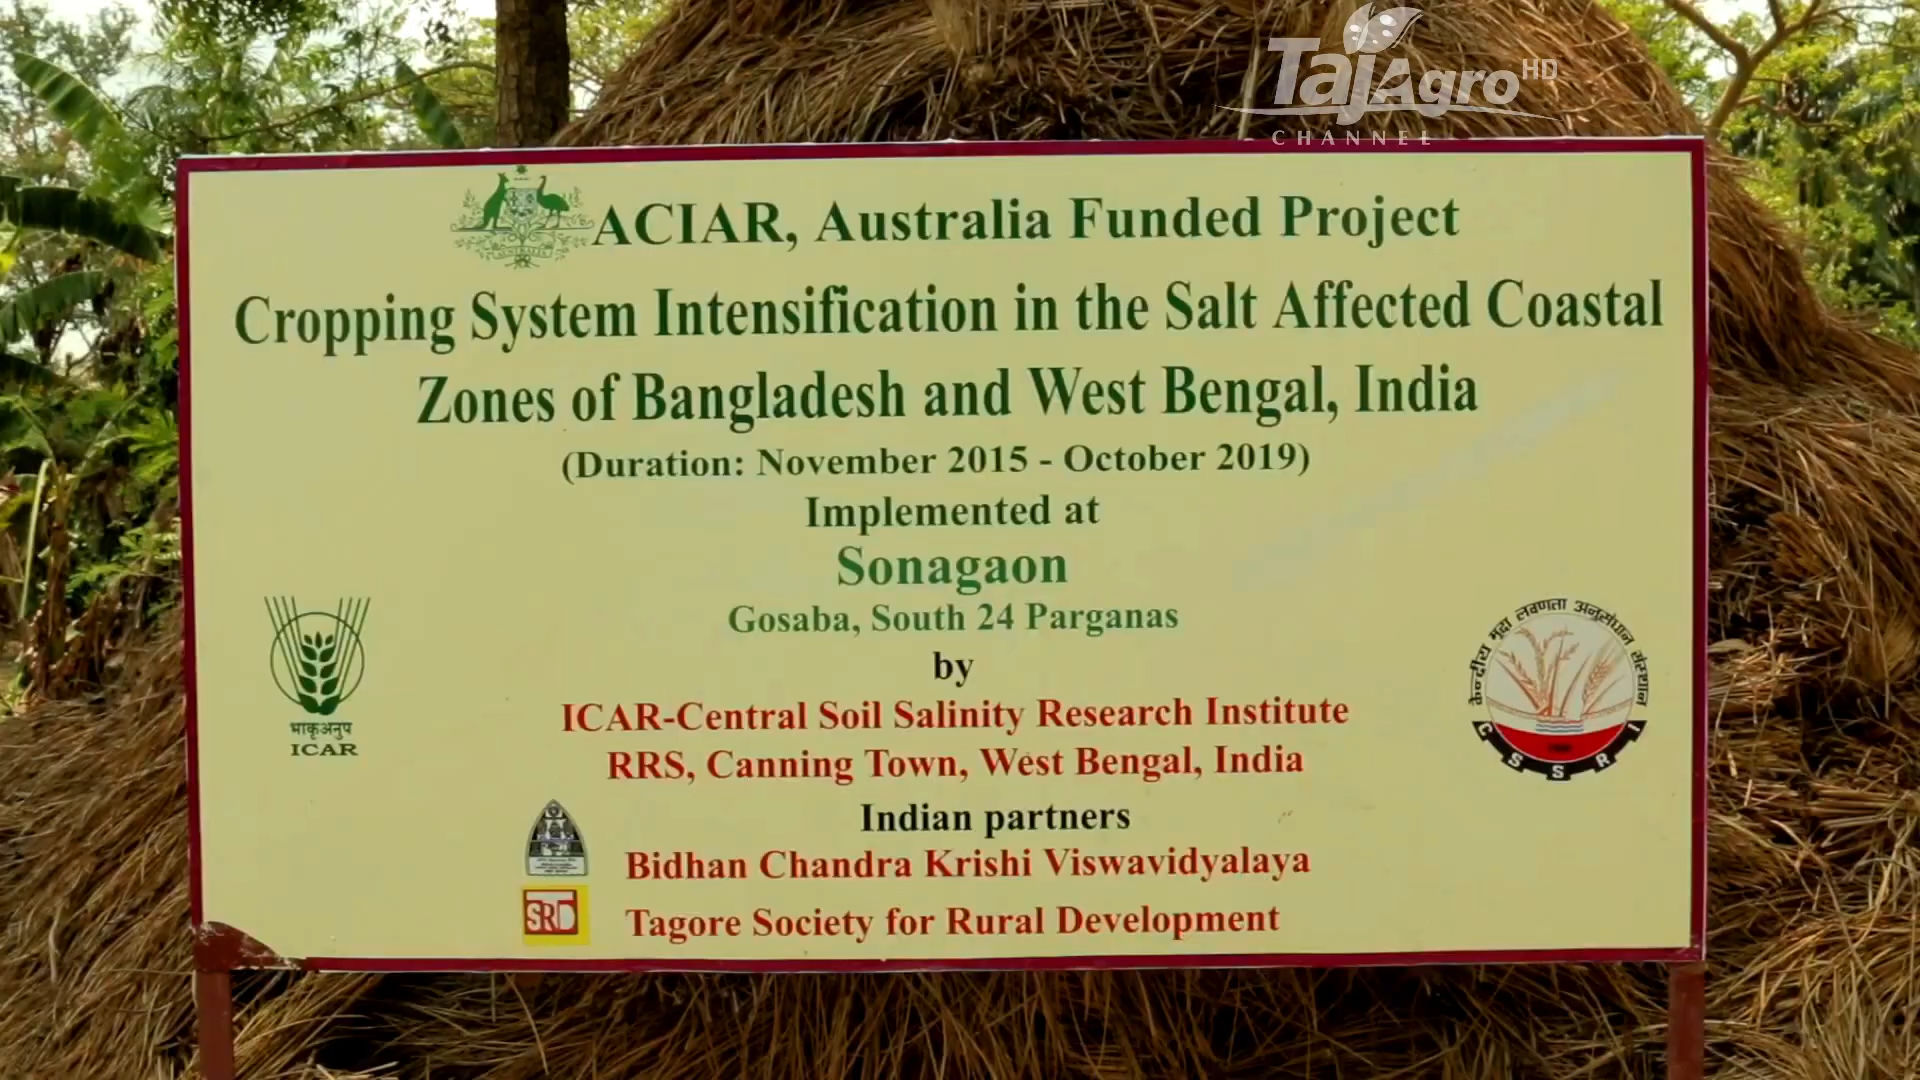 TajAgro HD
CHANNEL
ACIAR, Australia Funded Project
Cropping System Intensification in the Salt Affected Coastal
Zones of Bangladesh and West Bengal, India
(Duration: November 2015 - October 2019)
Implemented at
Sonagaon
Gosaba, South 24 Parganas
by
ICAR-Central Soil Salinity Research Institute
RRS, Canning Town, West Bengal, India
Indian partners
Bidhan Chandra Krishi Viswavidyalaya
Tagore Society for Rural Development
भाकृअनुप
ICAR
केन्द्रीय मृदा लवणता अनुसंधान संस्थान
CSSRI
SRD